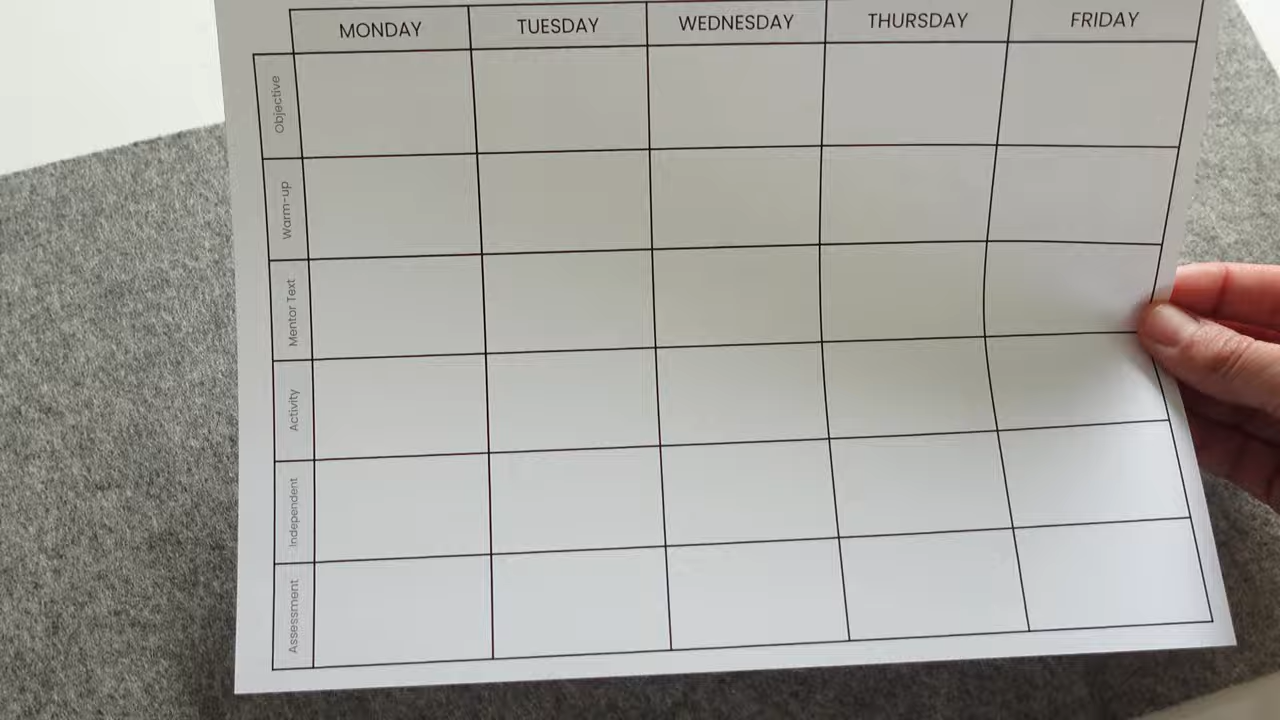 MONDAY TUESDAY WEDNESDAY THURSDAY FRIDAY
Objective
Warm-up
Mentor Text
Activity
Independent
Assessment